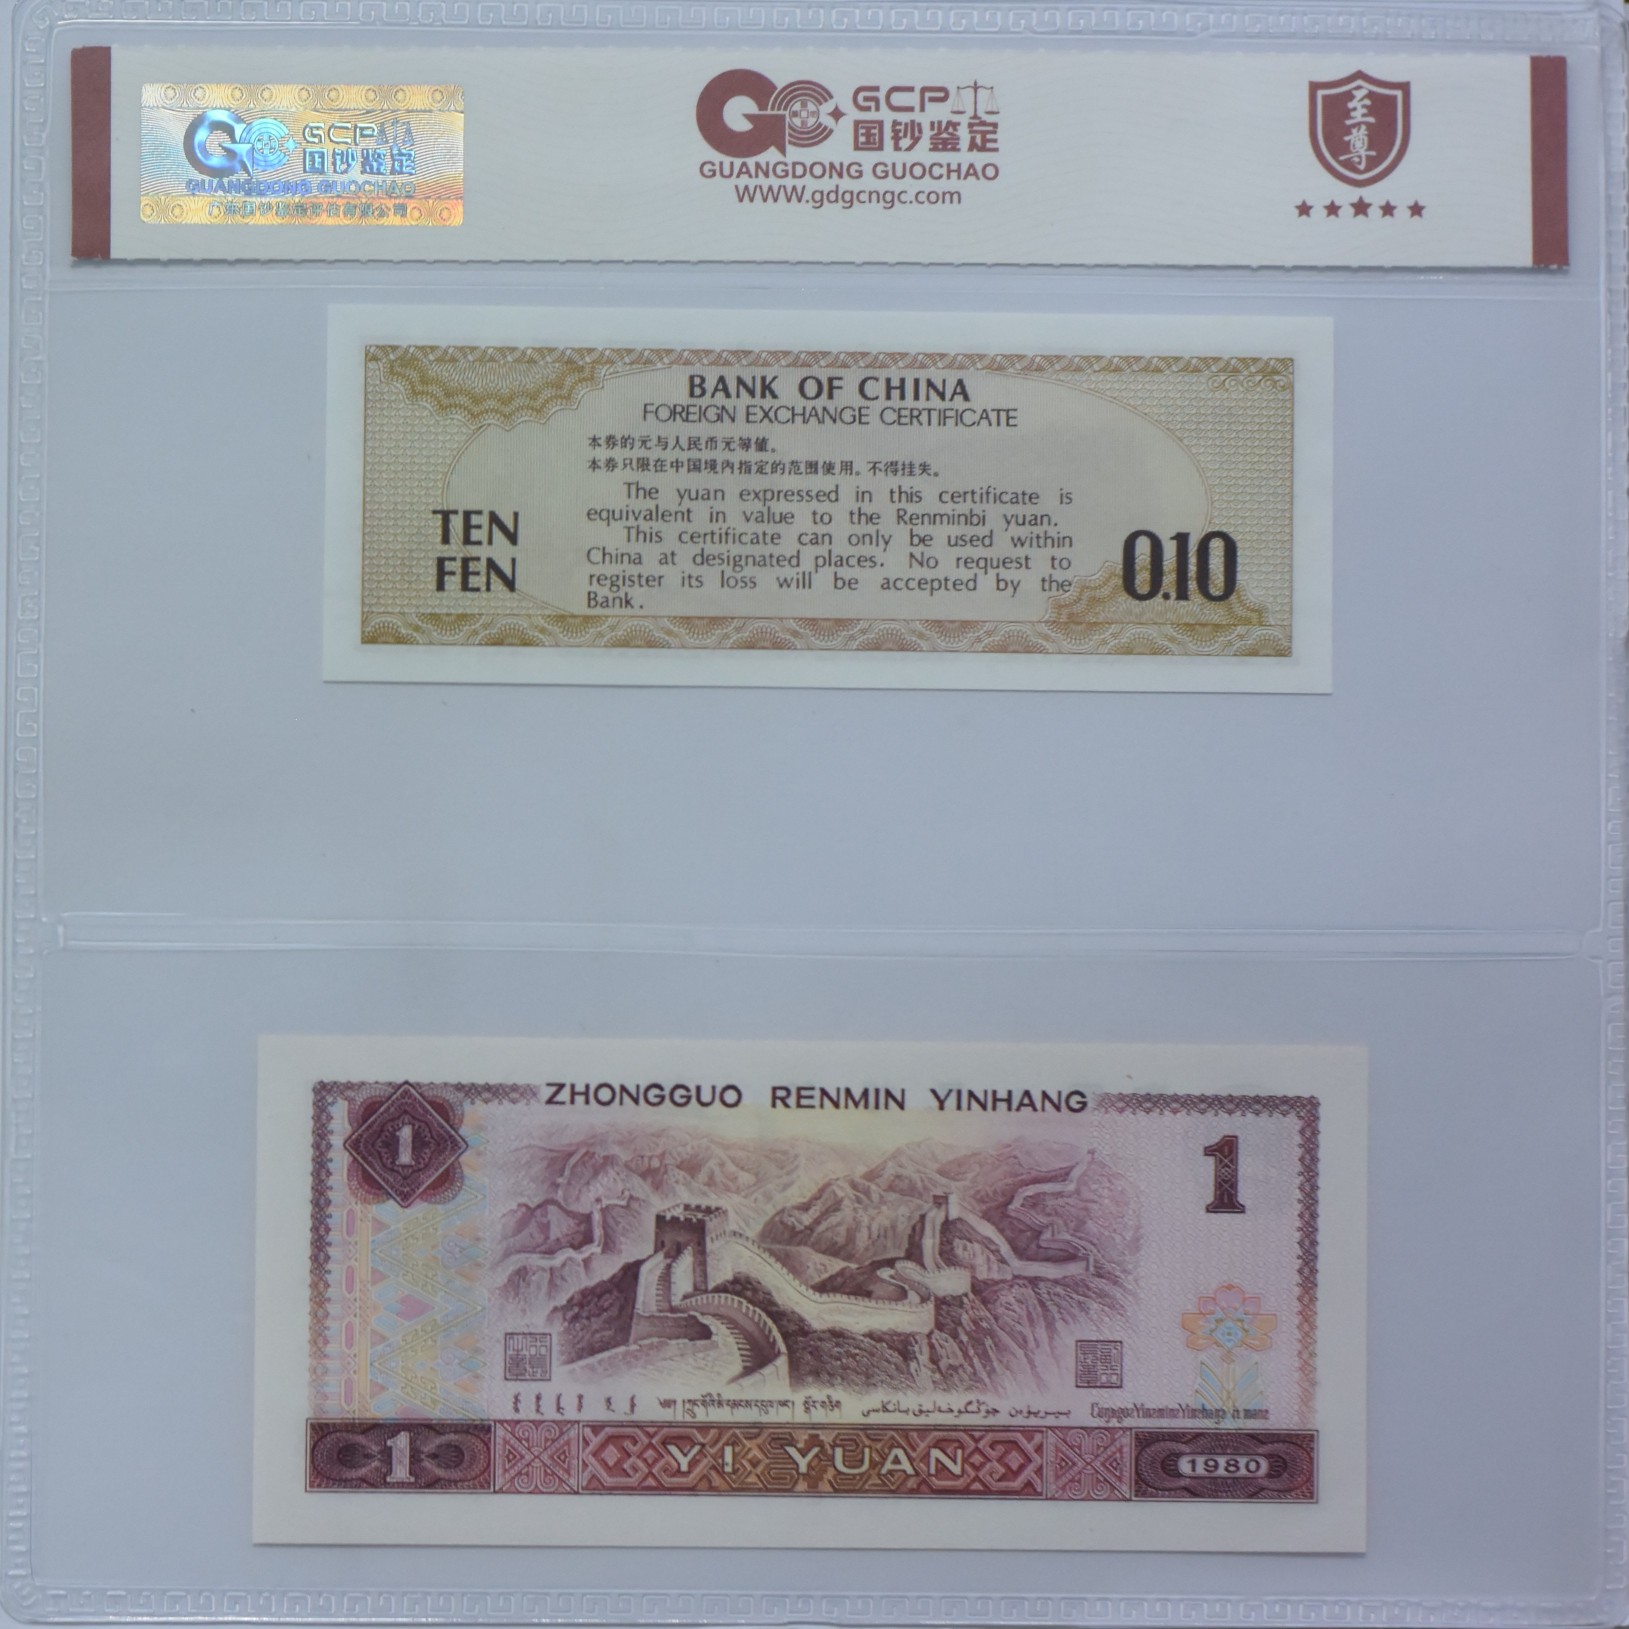 GCP
国钞鉴定
GUANGDONG GUOCHAO
GCP
国钞鉴定
GUANGDONG GUOCHAO
WWW.gdgcngc.com
至尊
BANK OF CHINA
FOREIGN EXCHANGE CERTIFICATE
本券的元与人民币元等值。
本券只限在中国境内指定的范围使用。不得挂失。
The yuan expressed in this certificate is
equivalent in value to the Renminbi yuan.
This certificate can only be used within
China at designated places. No request to
register its loss will be accepted by the
Bank.
TEN
FEN
0.10
ZHONGGUO RENMIN YINHANG
1
1
1
YI YUAN
1980